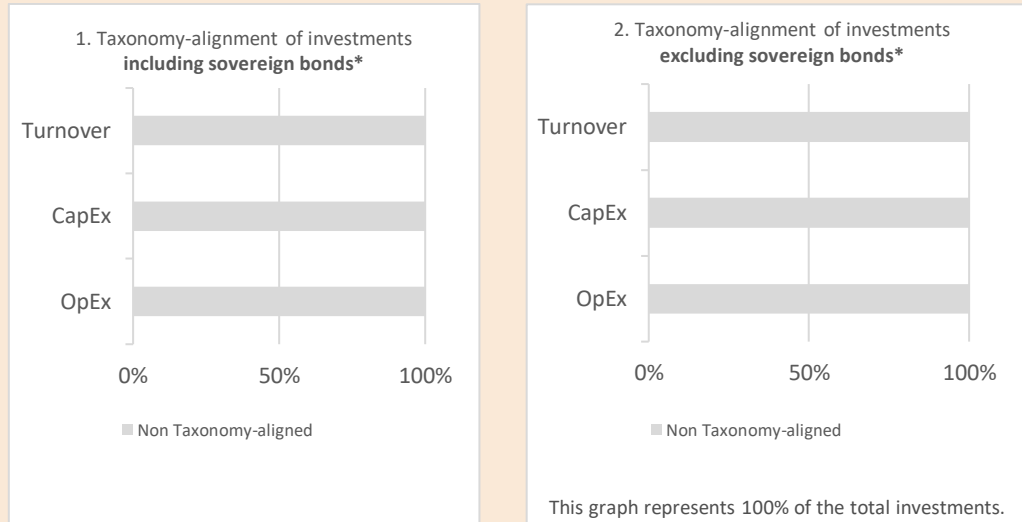 1. Taxonomy-alignment of investments
including sovereign bonds*
Turnover
CapEx
OpEx
0% 50% 100%
Non Taxonomy-aligned
2. Taxonomy-alignment of investments
excluding sovereign bonds*
Turnover
CapEx
OpEx
0% 50% 100%
Non Taxonomy-aligned
This graph represents 100% of the total investments.